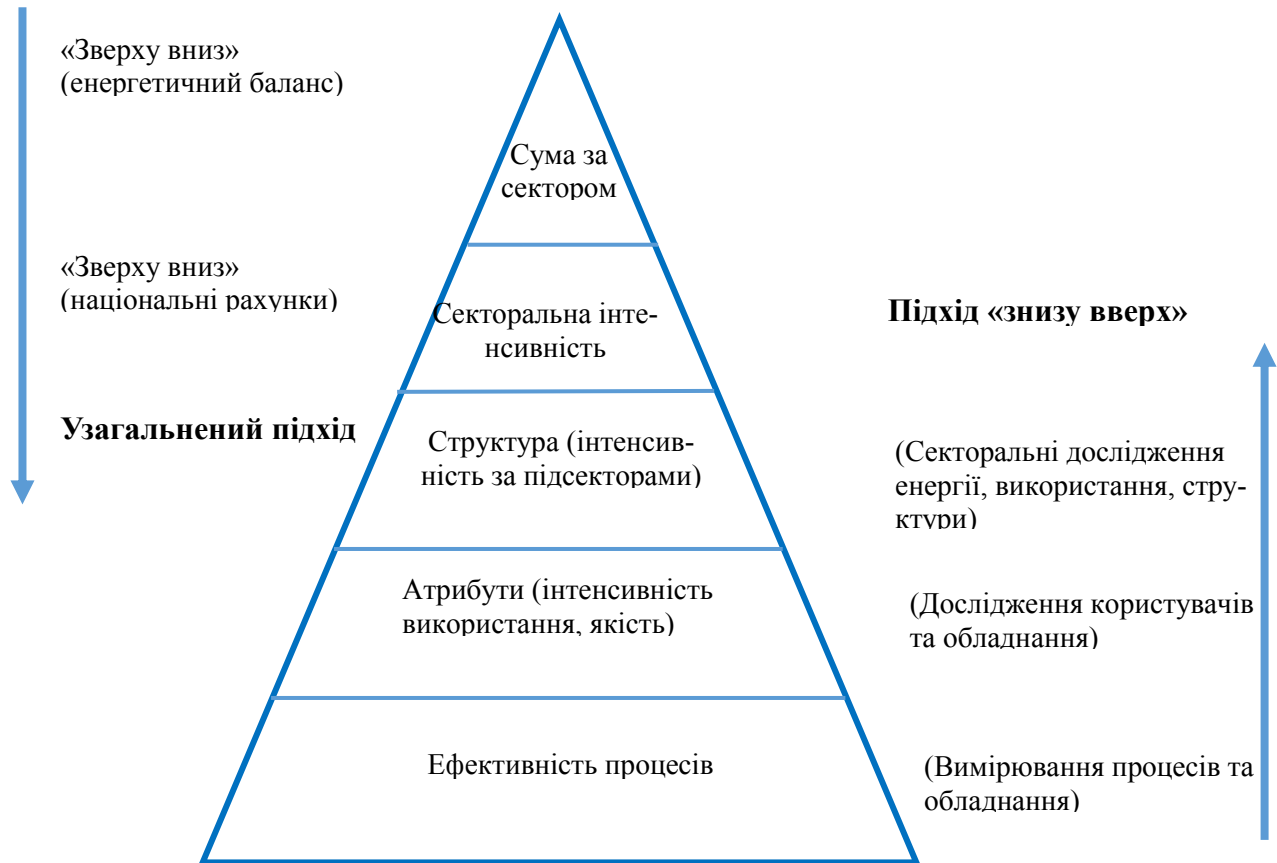 «Зверху вниз»
(енергетичний баланс)
Сума за
сектором
«Зверху вниз»
(національні рахунки)
Секторальна інте-
нсивність
Підхід «знизу вверх»
Узагальнений підхід
Структура (інтенсив-
ність за підсекторами)
(Секторальні дослідження
енергії, використання, стру-
ктури)
Атрибути (інтенсивність
використання, якість)
(Дослідження користувачів
та обладнання)
Ефективність процесів
(Вимірювання процесів та
обладнання)